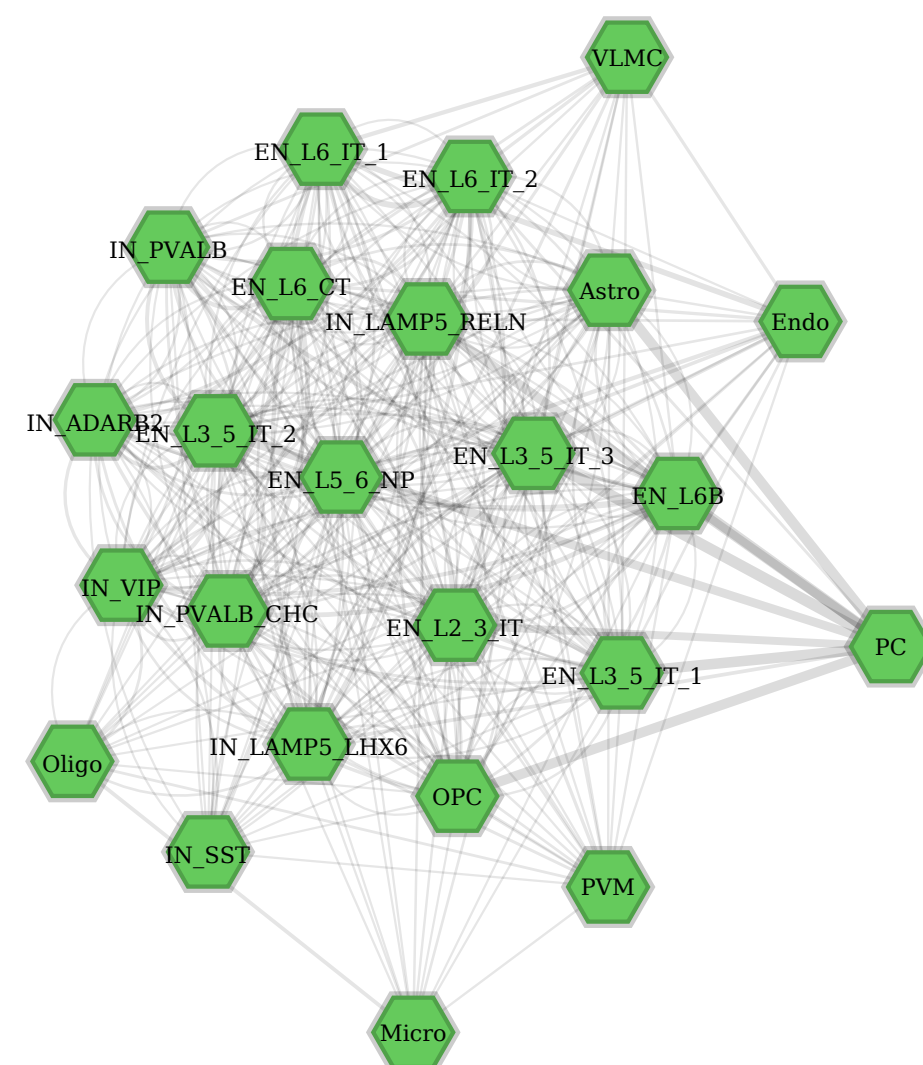 VLMC
EN_L6_IT_1
EN_L6_IT_2
IN_PVALB
EN_L6_CT
Astro
IN_LAMP5_RELN
Endo
IN_ADARB2
EN_L3_5_IT_2
EN_L3_5_IT_3
EN_L5_6_NP
EN_L6B
IN_VIP
IN_PVALB_CHC
EN_L2_3_IT
PC
EN_L3_5_IT_1
IN_LAMP5_LHX6
Oligo
OPC
IN_SST
PVM
Micro